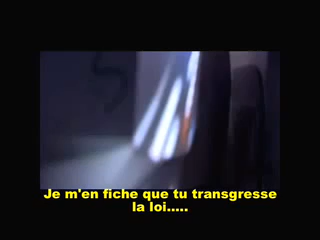 Je m'en fiche que tu transgresse
la loi.....